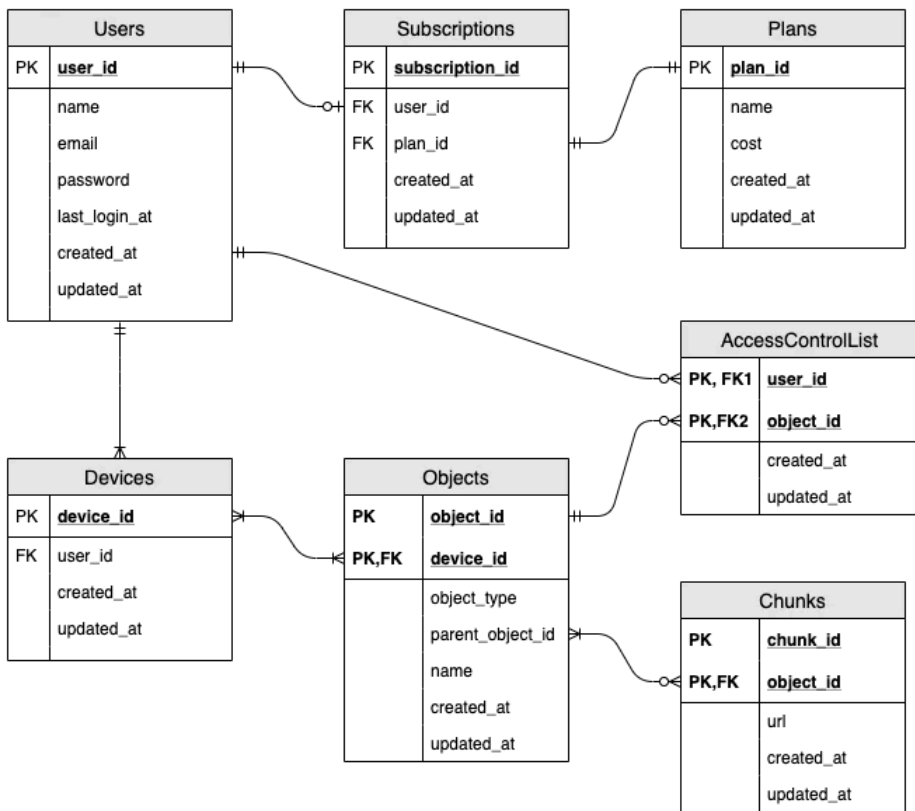 Users
PK user_id
name
email
password
last_login_at
created_at
updated_at
Subscriptions
PK subscription_id
FK user_id
FK plan_id
created_at
updated_at
Plans
PK plan_id
name
cost
created_at
updated_at
AccessControlList
PK, FK1 user_id
PK,FK2 object_id
created_at
updated_at
Devices
PK device_id
FK user_id
created_at
updated_at
Objects
PK object_id
PK,FK device_id
object_type
parent_object_id
name
created_at
updated_at
Chunks
PK chunk_id
PK,FK object_id
url
created_at
updated_at